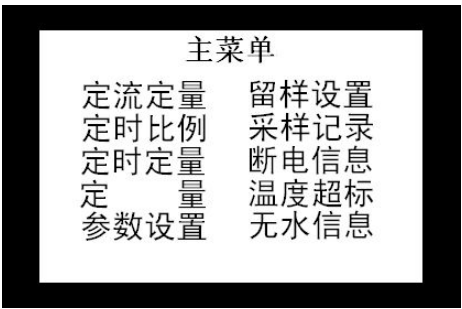 主菜单
定流定量 留样设置
定时比例 采样记录
定时定量 断电信息
定 量 温度超标
参数设置 无水信息